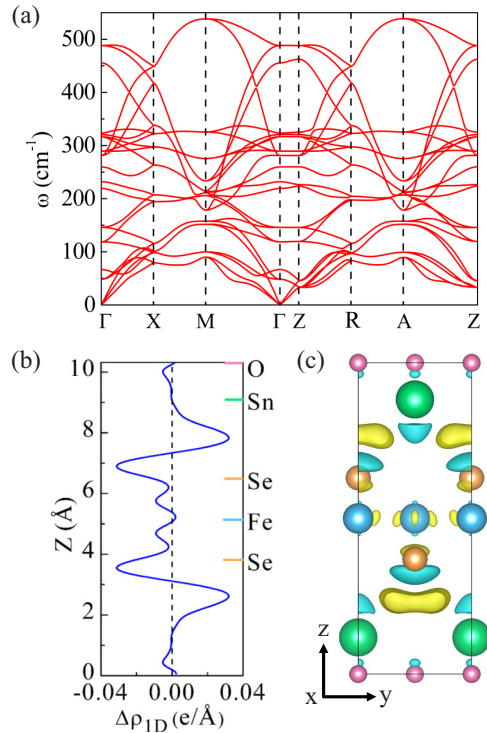 (a)
500
400
300
200
100
0
ω (cm⁻¹)
Γ X M Γ Z R A Z
(b)
10
8
6
4
2
0
Z (Å)
O
Sn
Se
Fe
Se
-0.04 0.00 0.04
Δρ1D (e/Å)
(c)
z
x
y